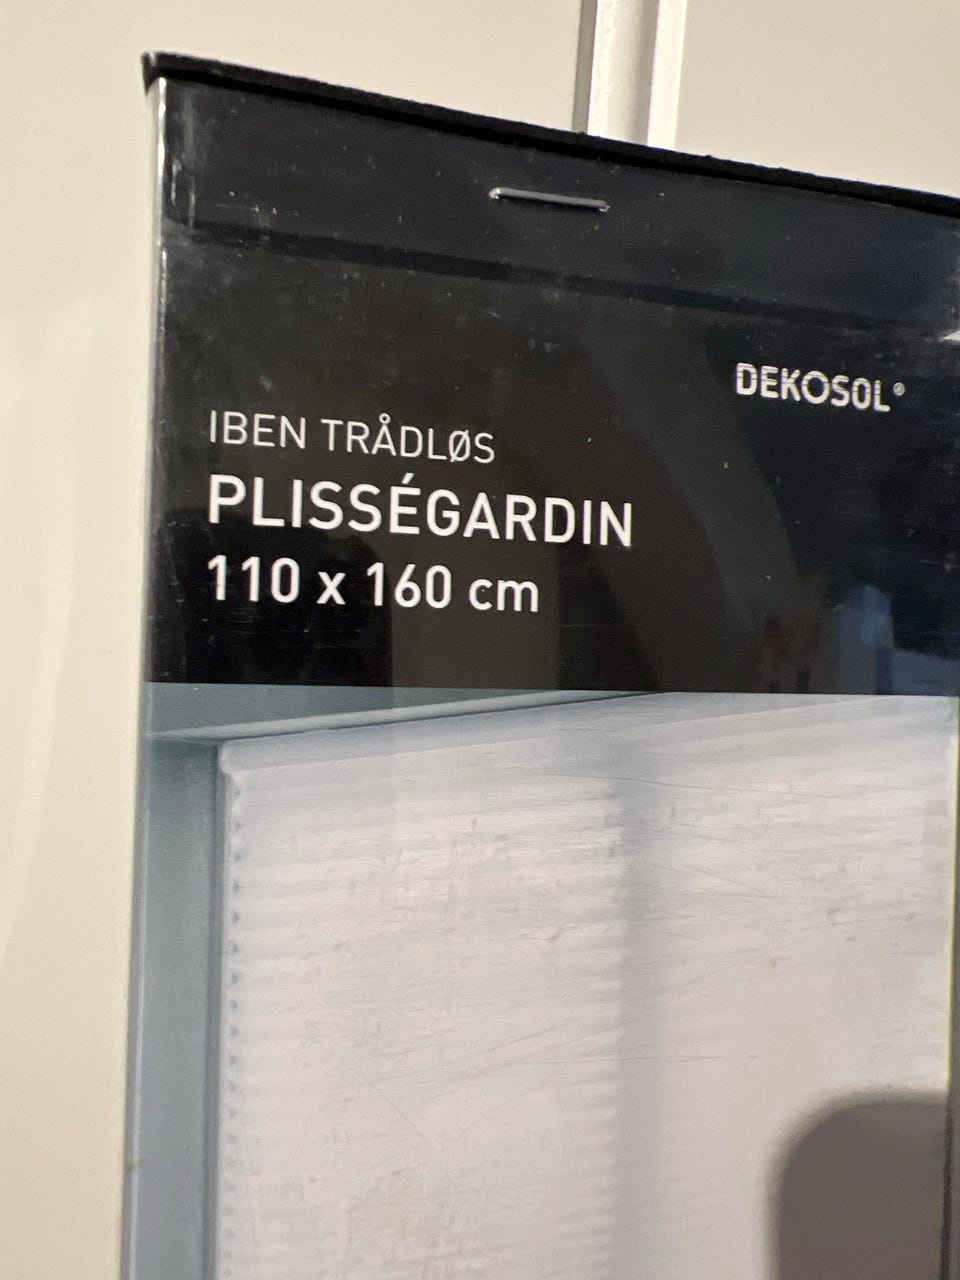 DEKOSOL®
IBEN TRÅDLØS
PLISSÉGARDIN
110 x 160 cm